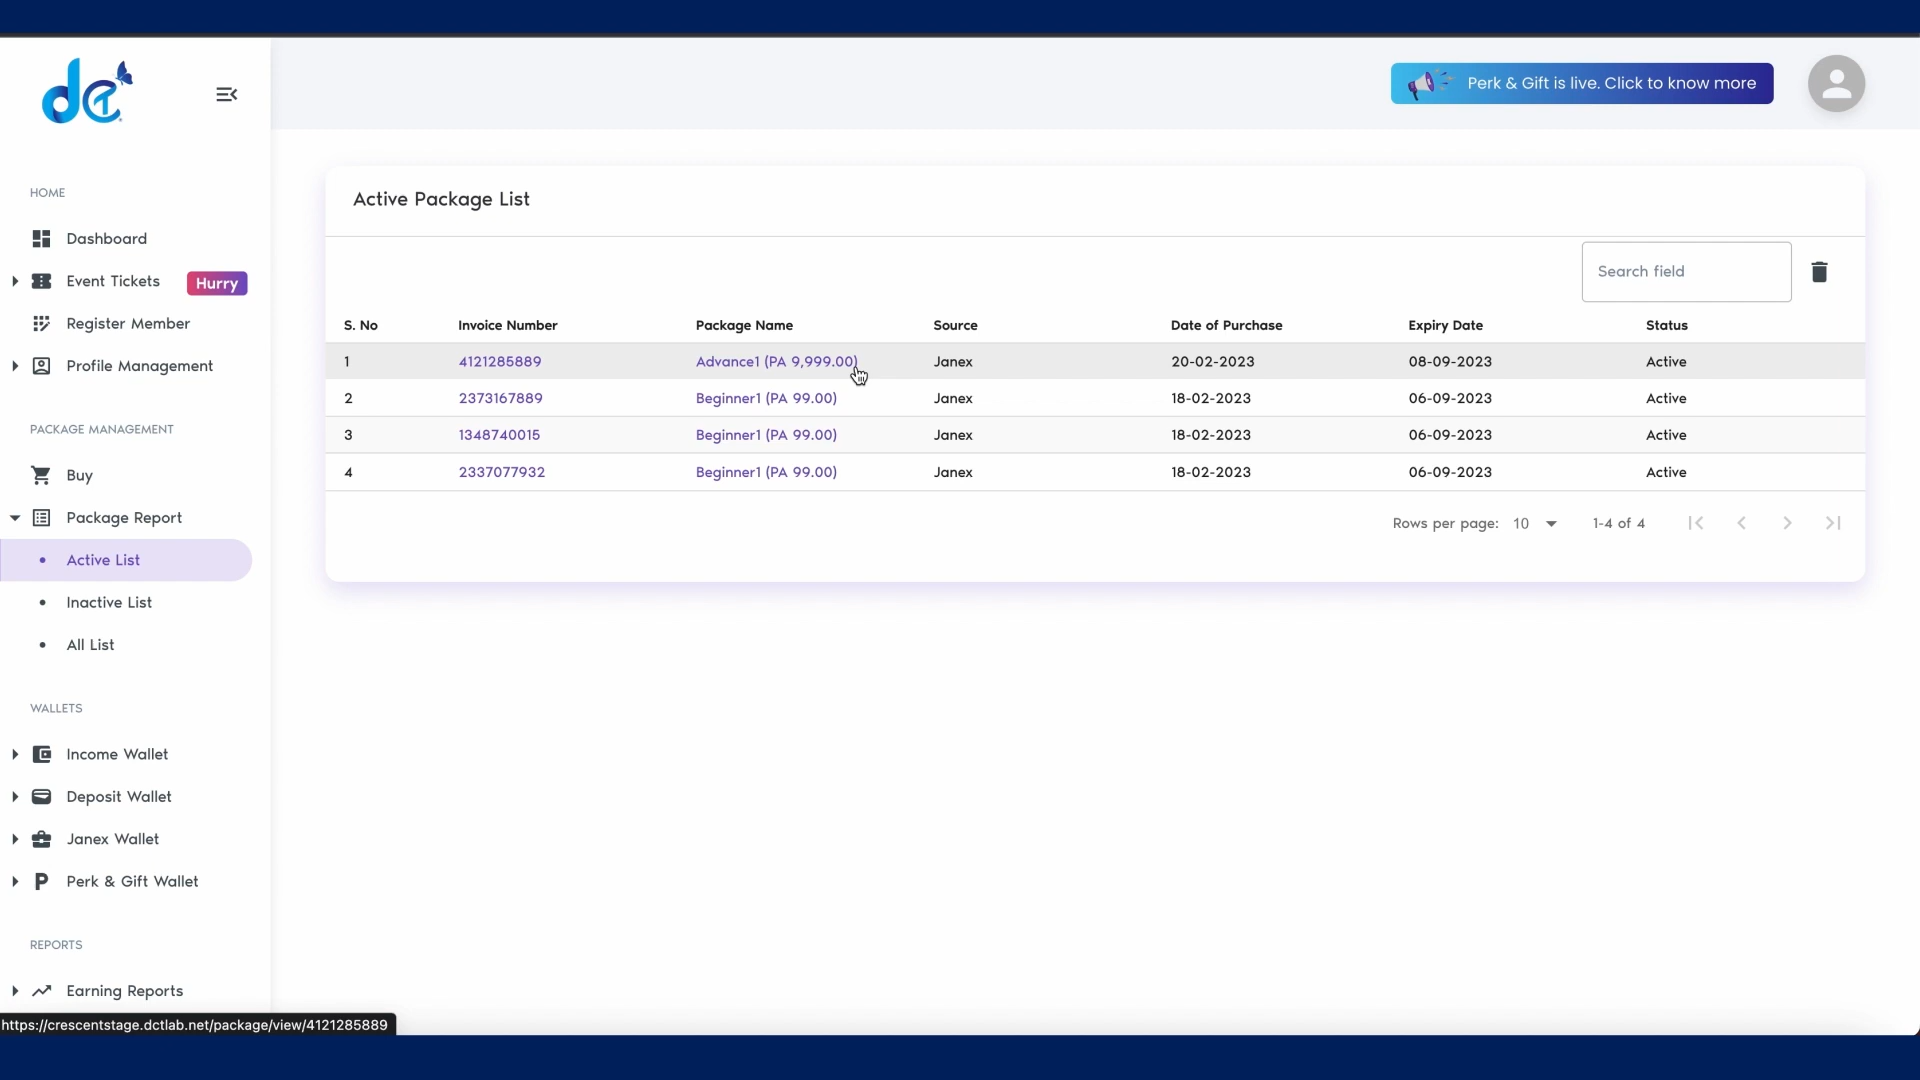 dct
Perk & Gift is live. Click to know more
HOME
Dashboard
Event Tickets Hurry
Register Member
Profile Management
PACKAGE MANAGEMENT
Buy
Package Report
Active List
Inactive List
All List
WALLETS
Income Wallet
Deposit Wallet
Janex Wallet
P Perk & Gift Wallet
REPORTS
Earning Reports
https://crescentstage.dctlab.net/package/view/4121285889
Active Package List
Search field
S. No Invoice Number Package Name Source Date of Purchase Expiry Date Status
1 4121285889 Advance1 (PA 9,999.00) Janex 20-02-2023 08-09-2023 Active
2 2373167889 Beginner1 (PA 99.00) Janex 18-02-2023 06-09-2023 Active
3 1348740015 Beginner1 (PA 99.00) Janex 18-02-2023 06-09-2023 Active
4 2337077932 Beginner1 (PA 99.00) Janex 18-02-2023 06-09-2023 Active
Rows per page: 10 1-4 of 4